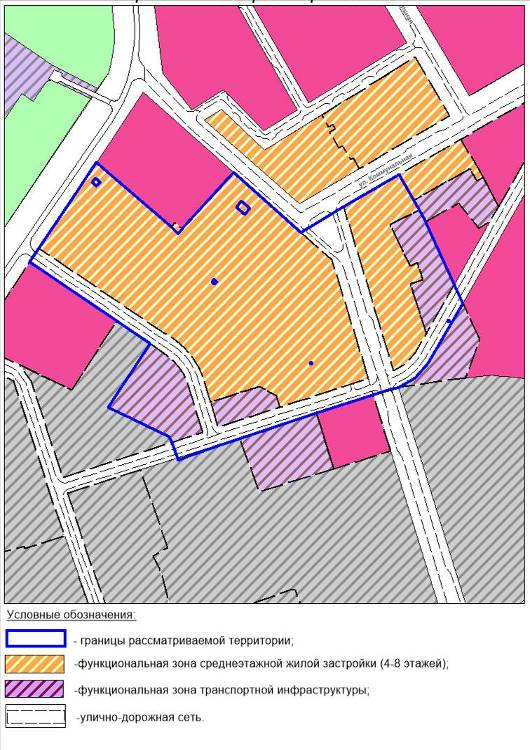 ул. Коммунальная
Условные обозначения:
- границы рассматриваемой территории;
-функциональная зона среднеэтажной жилой застройки (4-8 этажей);
-функциональная зона транспортной инфраструктуры;
-улично-дорожная сеть.